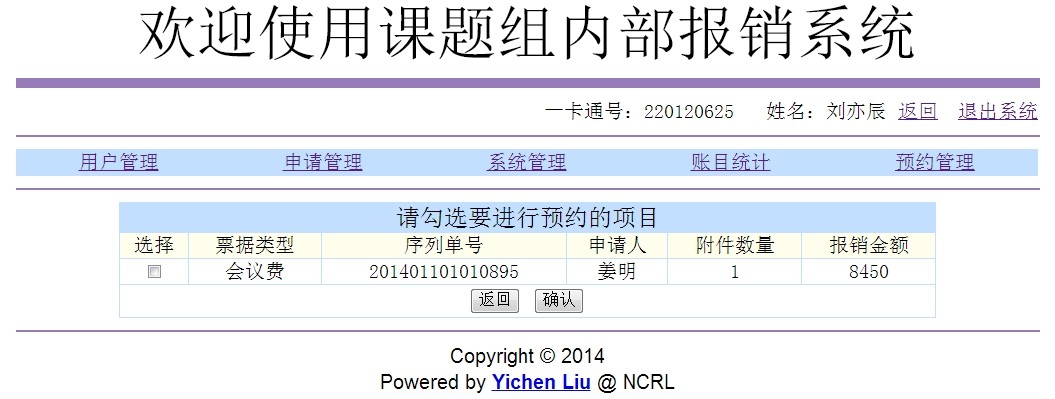 欢迎使用课题组内部报销系统
一卡通号：220120625 姓名：刘亦辰 返回 退出系统
用户管理 申请管理 系统管理 账目统计 预约管理
请勾选要进行预约的项目
选择 票据类型 序列单号 申请人 附件数量 报销金额
会议费 201401101010895 姜明 1 8450
返回 确认
Copyright © 2014
Powered by Yichen Liu @ NCRL